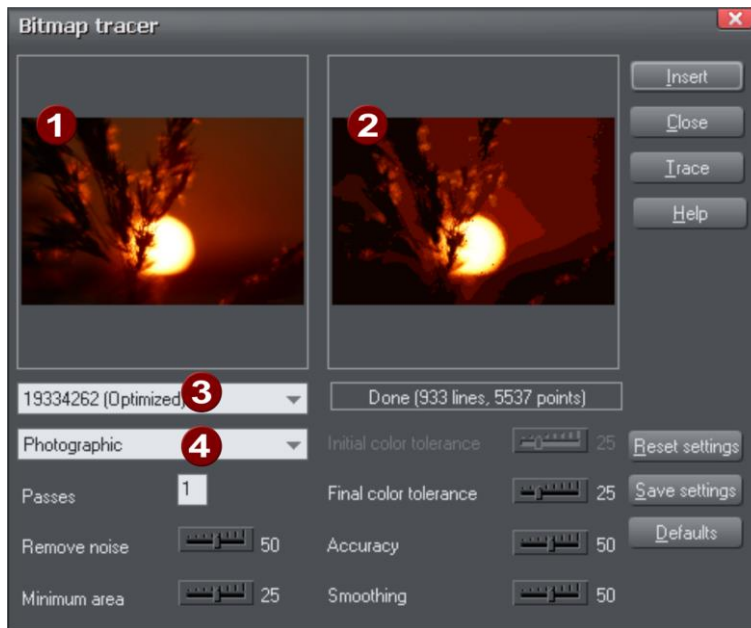 Bitmap tracer
1
2
Insert
Close
Trace
Help
19334262 (Optimized)
3
Done (933 lines, 5537 points)
Photographic
4
Initial color tolerance 25
Reset settings
Passes 1
Final color tolerance 25
Save settings
Remove noise 50
Accuracy 50
Defaults
Minimum area 25
Smoothing 50